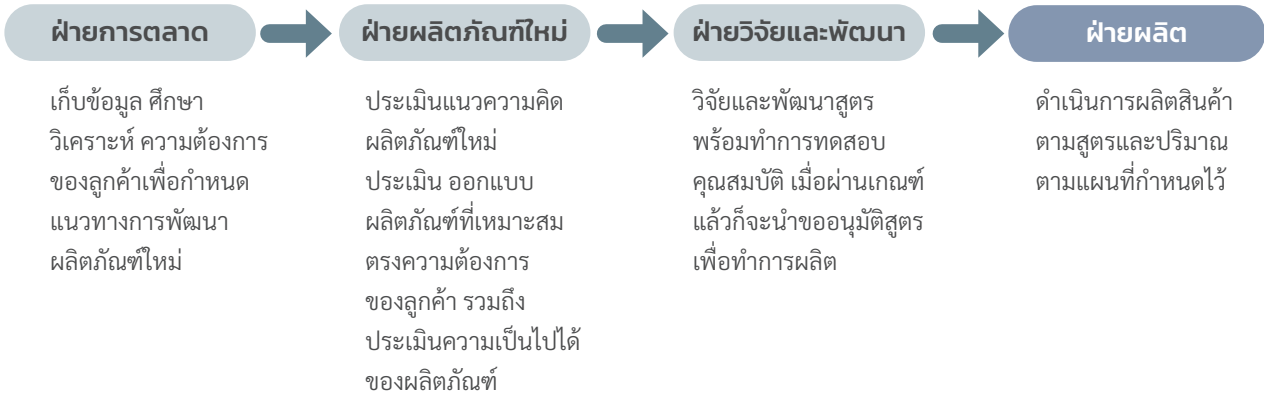 ฝ่ายการตลาด
เก็บข้อมูล ศึกษา
วิเคราะห์ ความต้องการ
ของลูกค้าเพื่อกำหนด
แนวทางการพัฒนา
ผลิตภัณฑ์ใหม่
ฝ่ายผลิตภัณฑ์ใหม่
ประเมินแนวความคิด
ผลิตภัณฑ์ใหม่
ประเมิน ออกแบบ
ผลิตภัณฑ์ที่เหมาะสม
ตรงความต้องการ
ของลูกค้า รวมถึง
ประเมินความเป็นไปได้
ของผลิตภัณฑ์
ฝ่ายวิจัยและพัฒนา
วิจัยและพัฒนาสูตร
พร้อมทำการทดสอบ
คุณสมบัติ เมื่อผ่านเกณฑ์
แล้วก็จะนำขออนุมัติสูตร
เพื่อทำการผลิต
ฝ่ายผลิต
ดำเนินการผลิตสินค้า
ตามสูตรและปริมาณ
ตามแผนที่กำหนดไว้